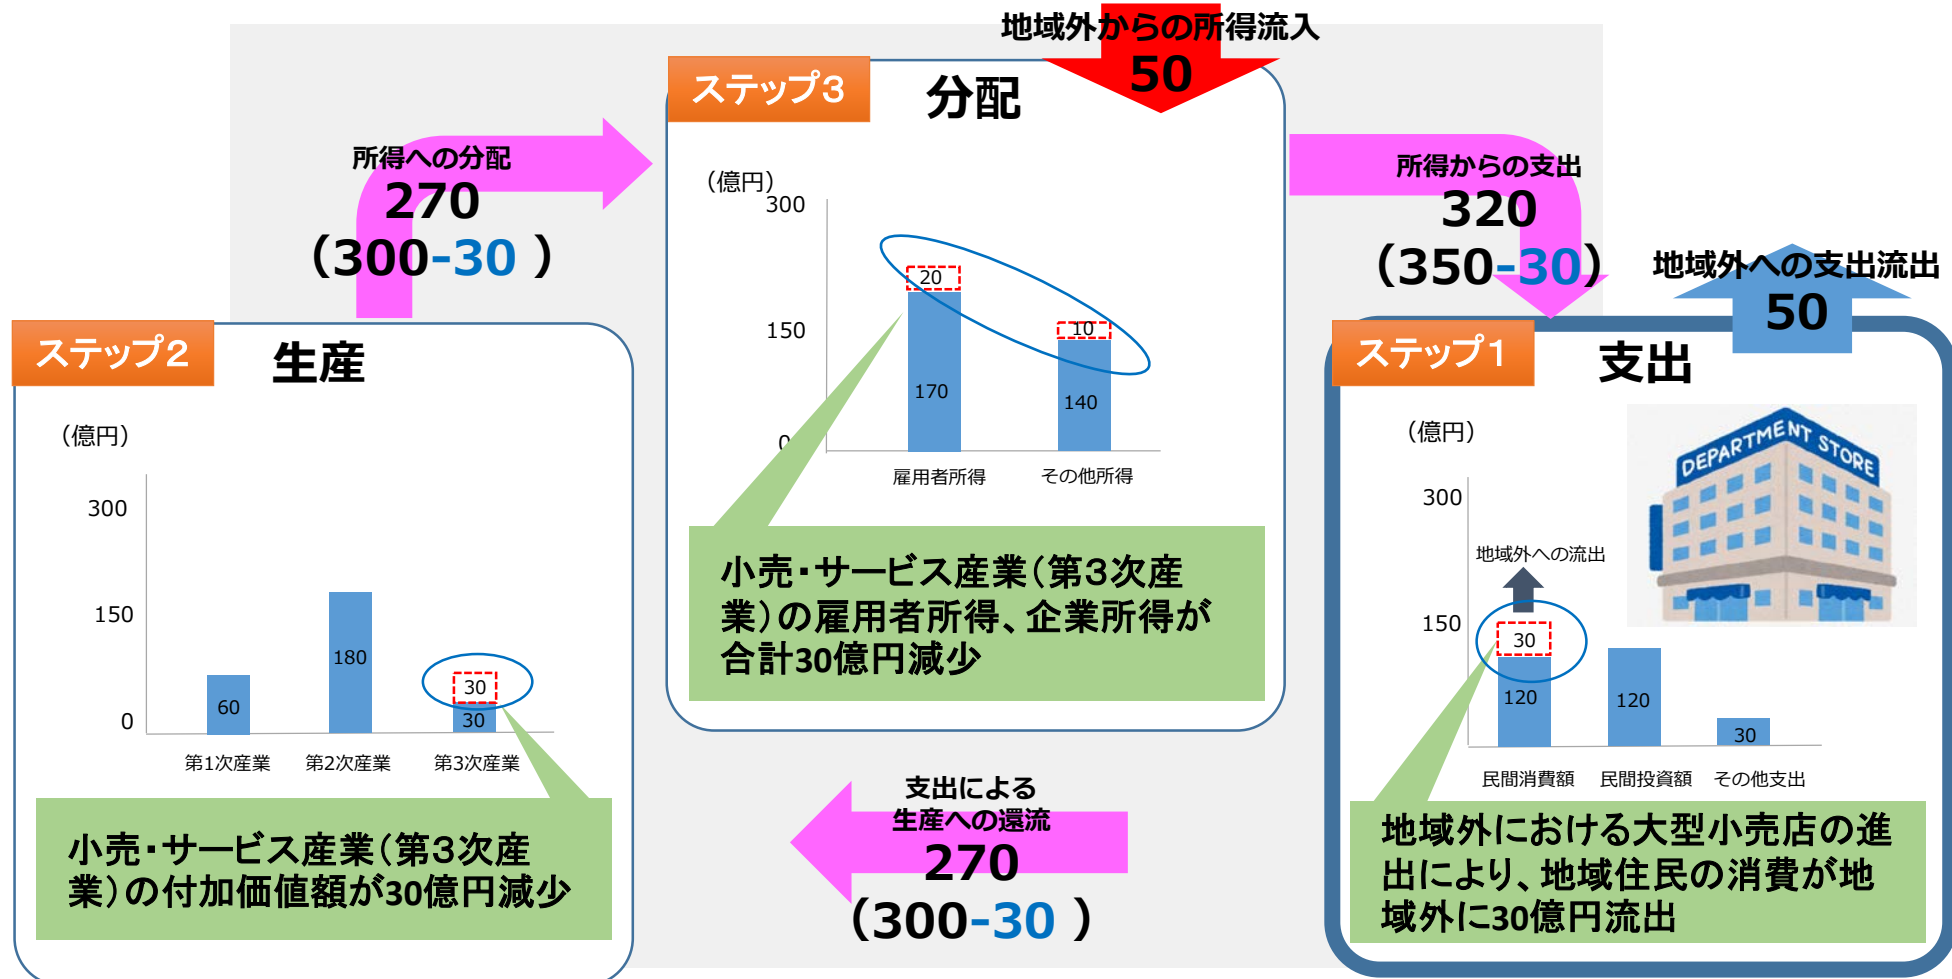 地域外からの所得流入
50
ステップ3
分配
所得への分配
270
(300-30 )
(億円)
300
150
0
20
170
10
140
雇用者所得
その他所得
小売・サービス産業(第3次産
業)の雇用者所得、企業所得が
合計30億円減少
所得からの支出
320
(350-30)
地域外への支出流出
50
ステップ2
生産
(億円)
300
150
0
60
180
30
30
第1次産業
第2次産業
第3次産業
小売・サービス産業(第3次産
業)の付加価値額が30億円減少
支出による
生産への還流
270
(300-30 )
ステップ1
支出
(億円)
300
150
DEPARTMENT STORE
地域外への流出
30
120
120
30
民間消費額
民間投資額
その他支出
地域外における大型小売店の進
出により、地域住民の消費が地
域外に30億円流出